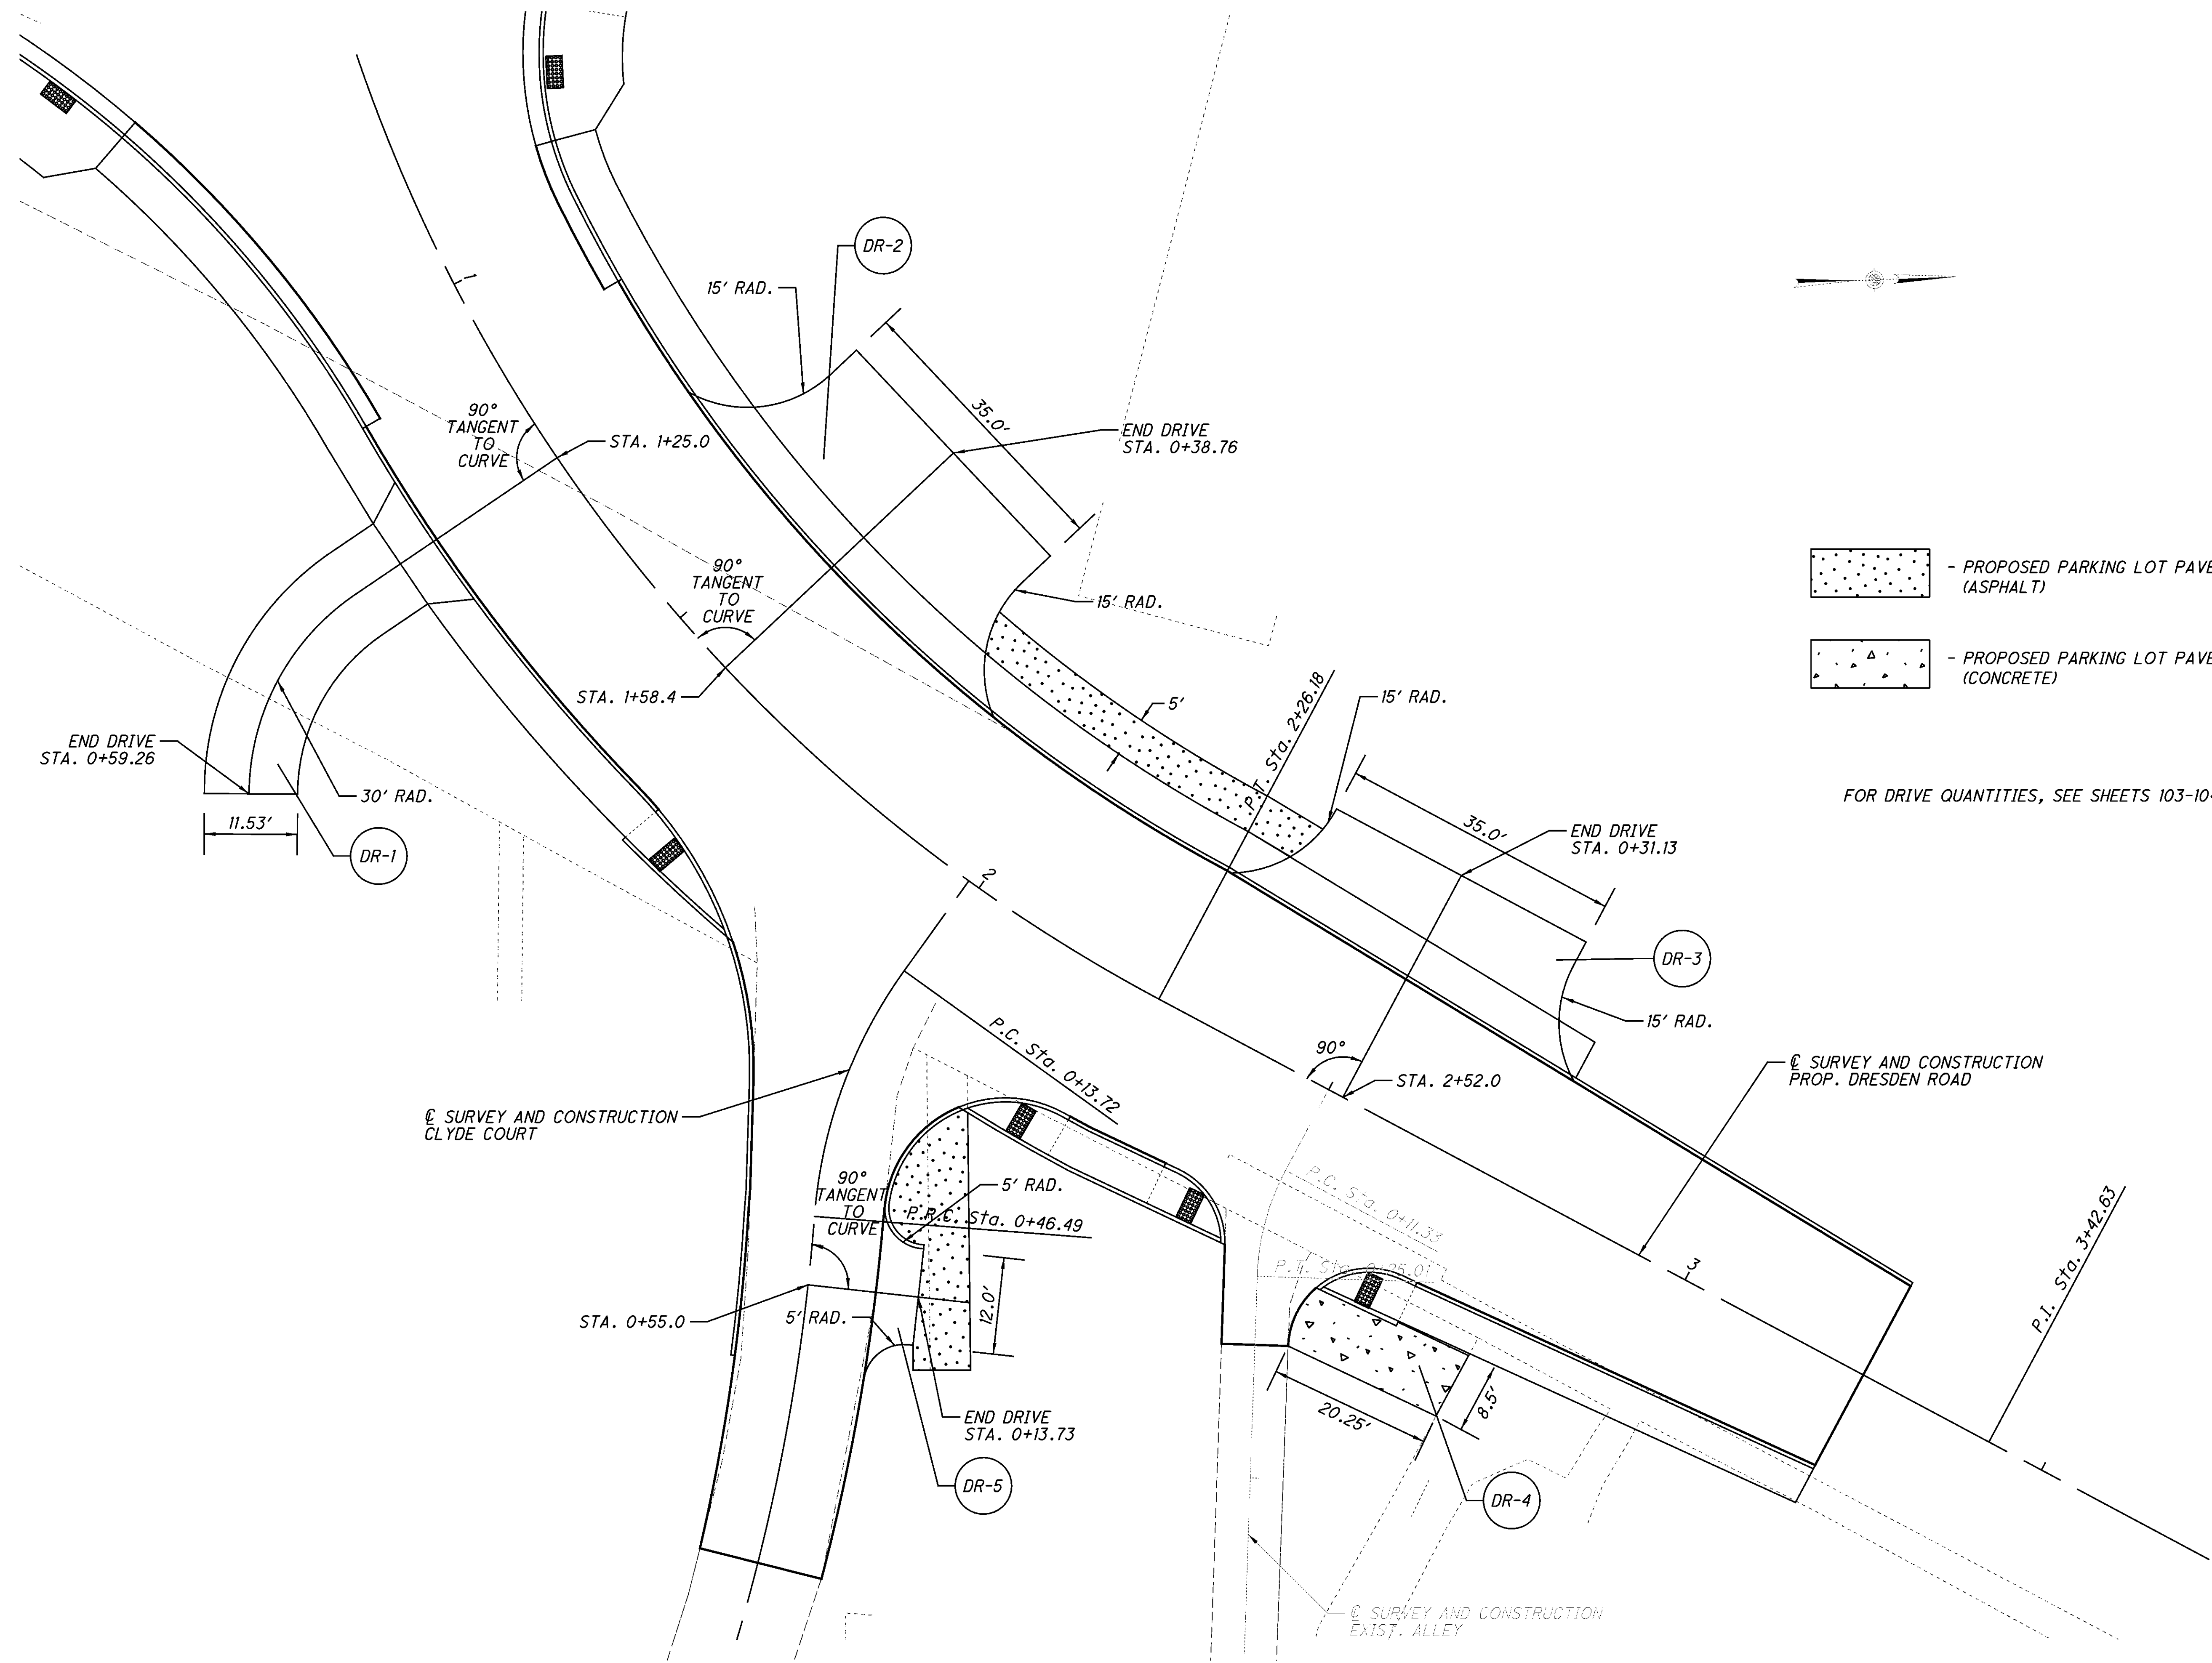 DR-2
15' RAD.
35.0'
END DRIVE
STA. 0+38.76
1
90°
TANGENT
TO
CURVE
STA. 1+25.0
90°
TANGENT
TO
CURVE
15' RAD.
STA. 1+58.4
- PROPOSED PARKING LOT PAVE
(ASPHALT)
- PROPOSED PARKING LOT PAVE
(CONCRETE)
5'
15' RAD.
P.T. Sta. 2+26.18
END DRIVE
STA. 0+59.26
30' RAD.
11.53'
DR-1
FOR DRIVE QUANTITIES, SEE SHEETS 103-104
35.0'
END DRIVE
STA. 0+31.13
2
DR-3
15' RAD.
P.C. Sta. 0+13.72
90°
STA. 2+52.0
℄ SURVEY AND CONSTRUCTION
PROP. DRESDEN ROAD
℄ SURVEY AND CONSTRUCTION
CLYDE COURT
90°
TANGENT
TO
CURVE
5' RAD.
P.R.C. Sta. 0+46.49
P.C. Sta. 0+11.33
P.T. Sta. 0+25.01
3
P.I. Sta. 3+42.63
12.0'
STA. 0+55.0
5' RAD.
END DRIVE
STA. 0+13.73
DR-5
20.25'
8.5'
DR-4
℄ SURVEY AND CONSTRUCTION
EXIST. ALLEY